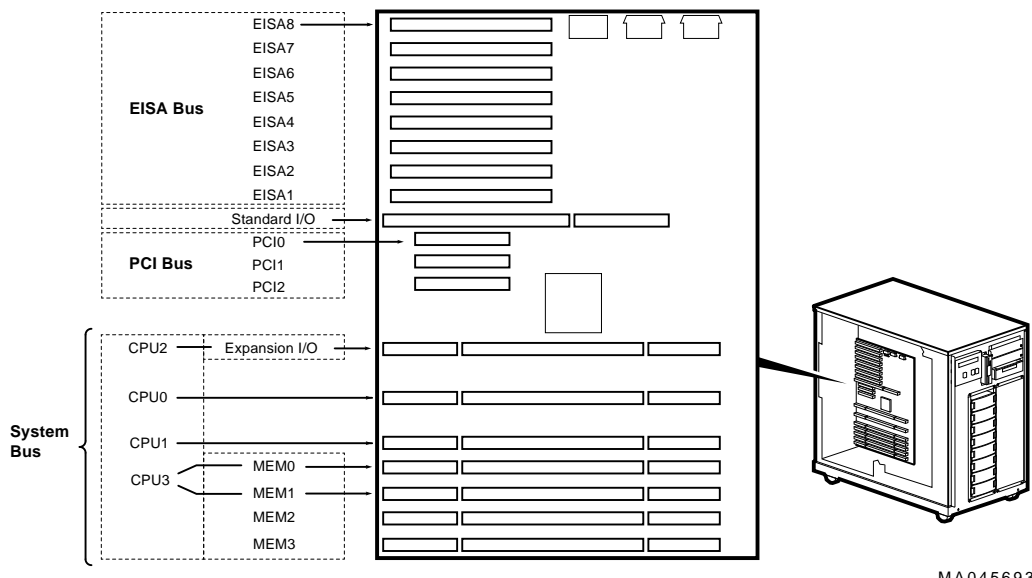 EISA8
EISA7
EISA6
EISA5
EISA Bus
EISA4
EISA3
EISA2
EISA1
Standard I/O
PCI0
PCI Bus
PCI1
PCI2
CPU2
Expansion I/O
CPU0
System
Bus
CPU1
CPU3
MEM0
MEM1
MEM2
MEM3
MA045693